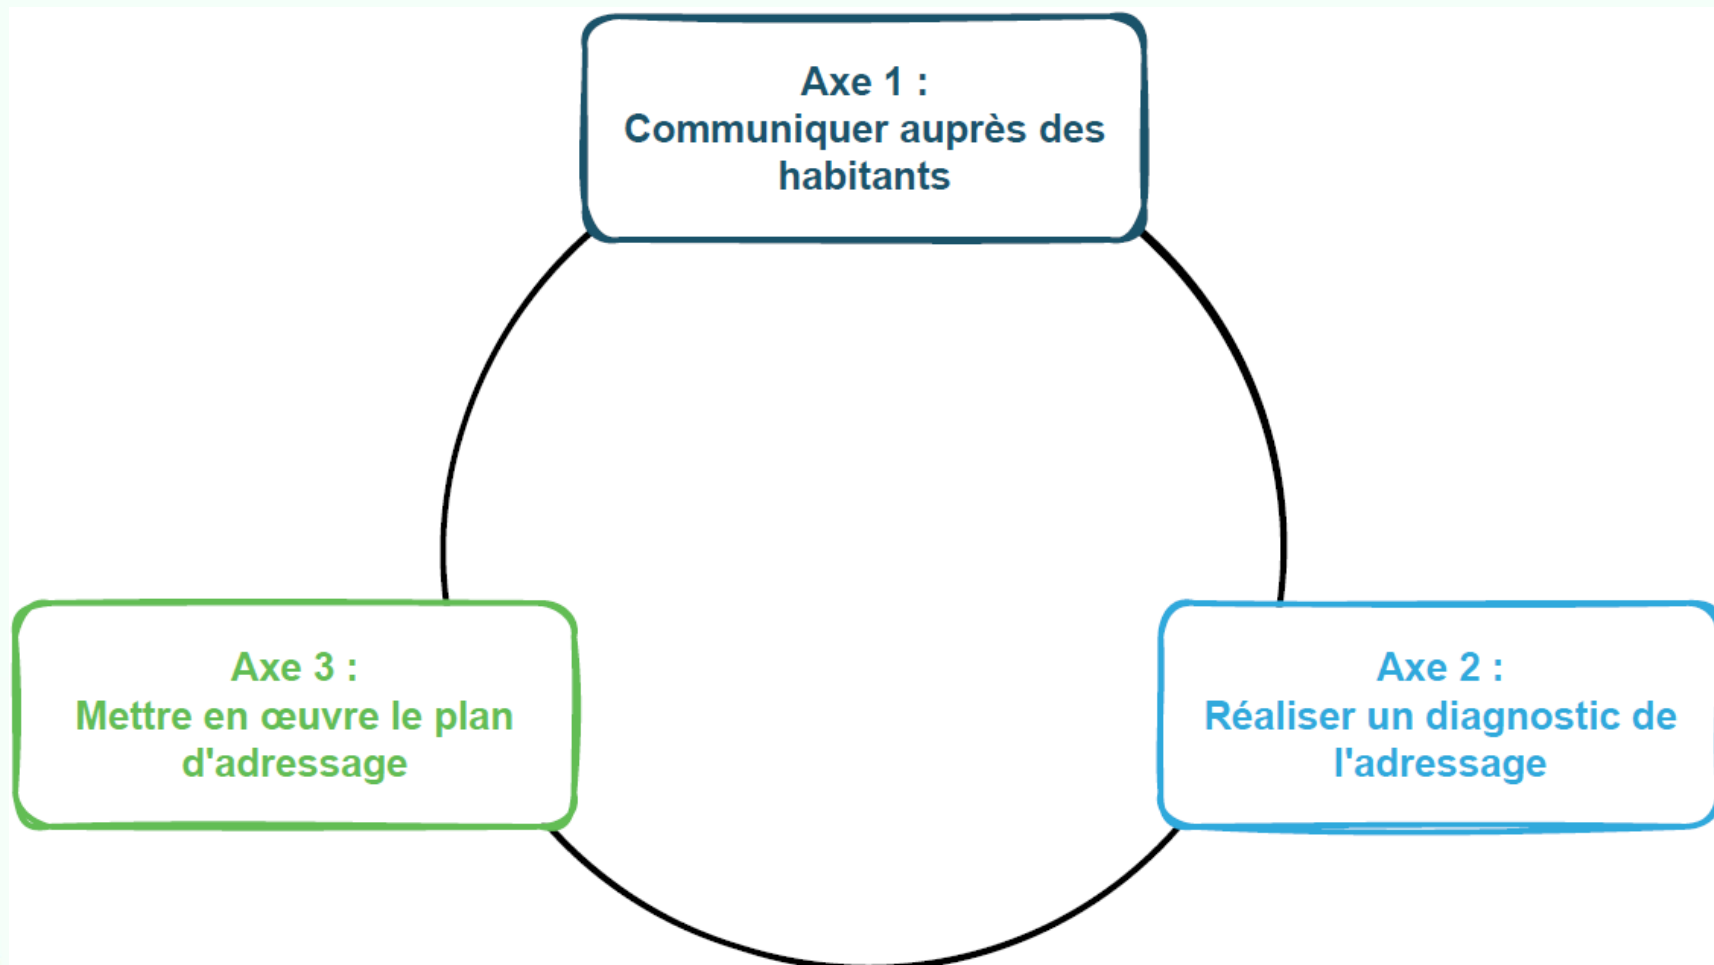 Axe 1 :
Communiquer auprès des
habitants
Axe 3 :
Mettre en œuvre le plan
d'adressage
Axe 2 :
Réaliser un diagnostic de
l'adressage